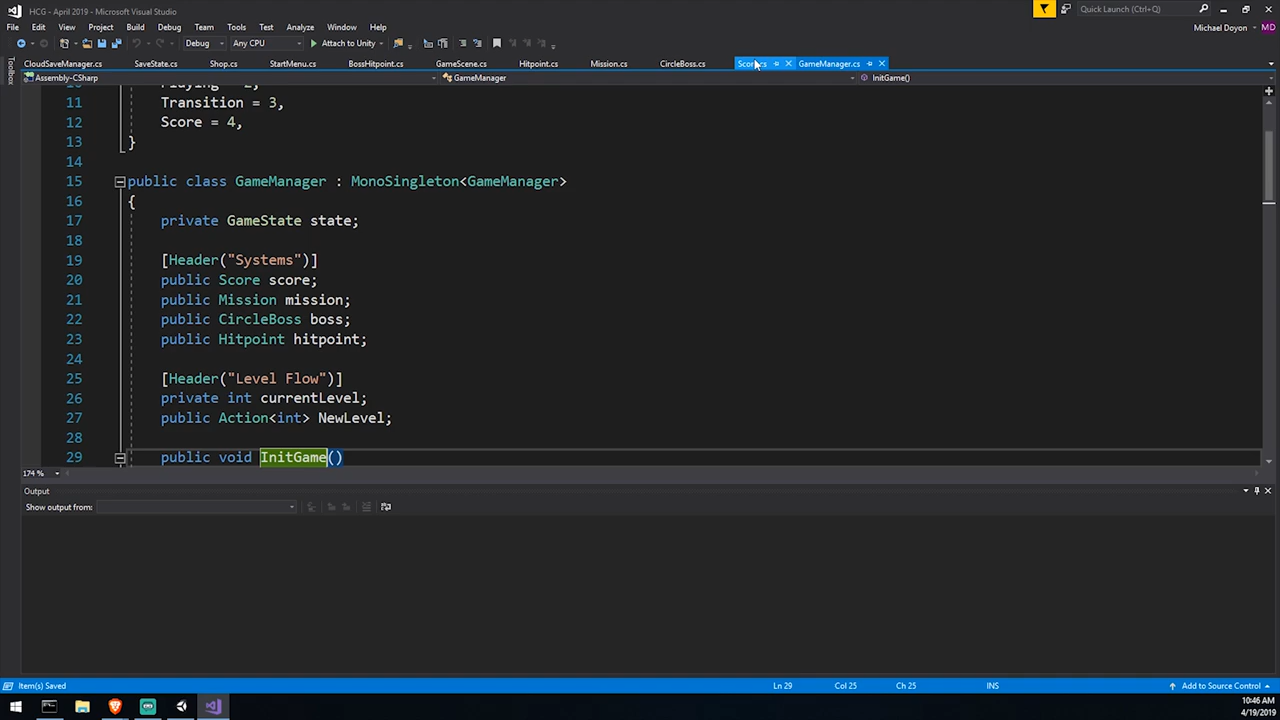 HCG - April 2019 - Microsoft Visual Studio
Quick Launch (Ctrl+Q)
File Edit View Project Build Debug Team Tools Test Analyze Window Help
Michael Doyon MD
Debug Any CPU Attach to Unity
Toolbox
CloudSaveManager.cs SaveState.cs Shop.cs StartMenu.cs BossHitpoint.cs GameScene.cs Hitpoint.cs Mission.cs CircleBoss.cs Score.cs GameManager.cs
Assembly-CSharp GameManager InitGame()
10 Playing = 2,
11 Transition = 3,
12 Score = 4,
13 }
14
15 public class GameManager : MonoSingleton<GameManager>
16 {
17 private GameState state;
18
19 [Header("Systems")]
20 public Score score;
21 public Mission mission;
22 public CircleBoss boss;
23 public Hitpoint hitpoint;
24
25 [Header("Level Flow")]
26 private int currentLevel;
27 public Action<int> NewLevel;
28
29 public void InitGame()
174 %
Output
Show output from:
Item(s) Saved Ln 29 Col 25 Ch 25 INS Add to Source Control
10:46 AM
4/19/2019